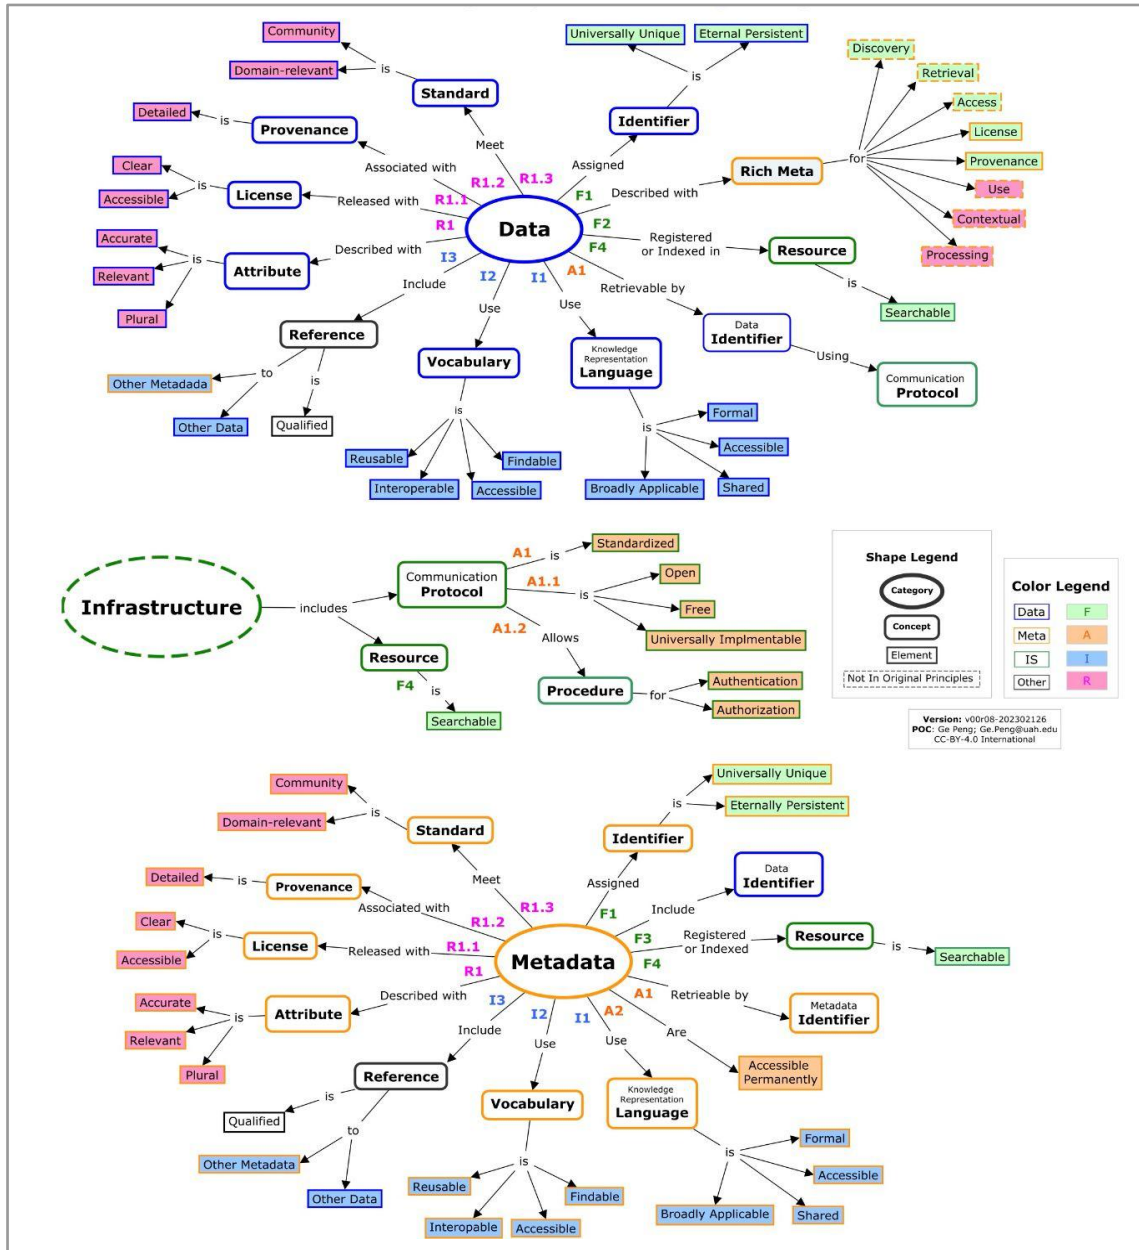 Community
is
Domain-relevant
Standard
Meet
Detailed
is
Provenance
Associated with
Clear
is
Accessible
License
Released with
Accurate
Relevant
is
Plural
Attribute
Described with
Include
Reference
to
is
Other Metadada
Other Data
Qualified
Data
R1.3
R1.2
R1.1
R1
I3
I2
I1
A1
F4
F2
F1
Universally Unique
Eternal Persistent
is
Identifier
Assigned
Described with
Rich Meta
for
Discovery
Retrieval
Access
License
Provenance
Use
Contextual
Processing
Registered
or Indexed in
Resource
is
Searchable
Retrievable by
Data
Identifier
Using
Communication
Protocol
Use
Vocabulary
is
Reusable
Interoperable
Accessible
Findable
Use
Knowledge
Representation
Language
is
Formal
Accessible
Shared
Broadly Applicable
Infrastructure
includes
Communication
Protocol
A1
is
Standardized
A1.1
is
Open
Free
Universally Implmentable
A1.2
Allows
Procedure
for
Authentication
Authorization
Resource
F4
is
Searchable
Shape Legend
Category
Concept
Element
Not In Original Principles
Color Legend
Data
F
Meta
A
IS
I
Other
R
Version: v00r08-202302126
POC: Ge Peng; Ge.Peng@uah.edu
CC-BY-4.0 International
Community
is
Domain-relevant
Standard
Meet
Detailed
is
Provenance
Associated with
Clear
is
Accessible
License
Released with
Accurate
is
Relevant
Plural
Attribute
Described with
Include
Reference
is
Qualified
to
Other Metadata
Other Data
Metadata
R1.3
R1.2
R1.1
R1
I3
I2
I1
A2
A1
F4
F3
F1
Universally Unique
is
Eternally Persistent
Identifier
Assigned
Include
Data
Identifier
Registered
or Indexed
Resource
is
Searchable
Retrieable by
Metadata
Identifier
Are
Accessible
Permanently
Use
Vocabulary
is
Reusable
Interopable
Accessible
Findable
Use
Knowledge
Representation
Language
is
Formal
Accessible
Shared
Broadly Applicable